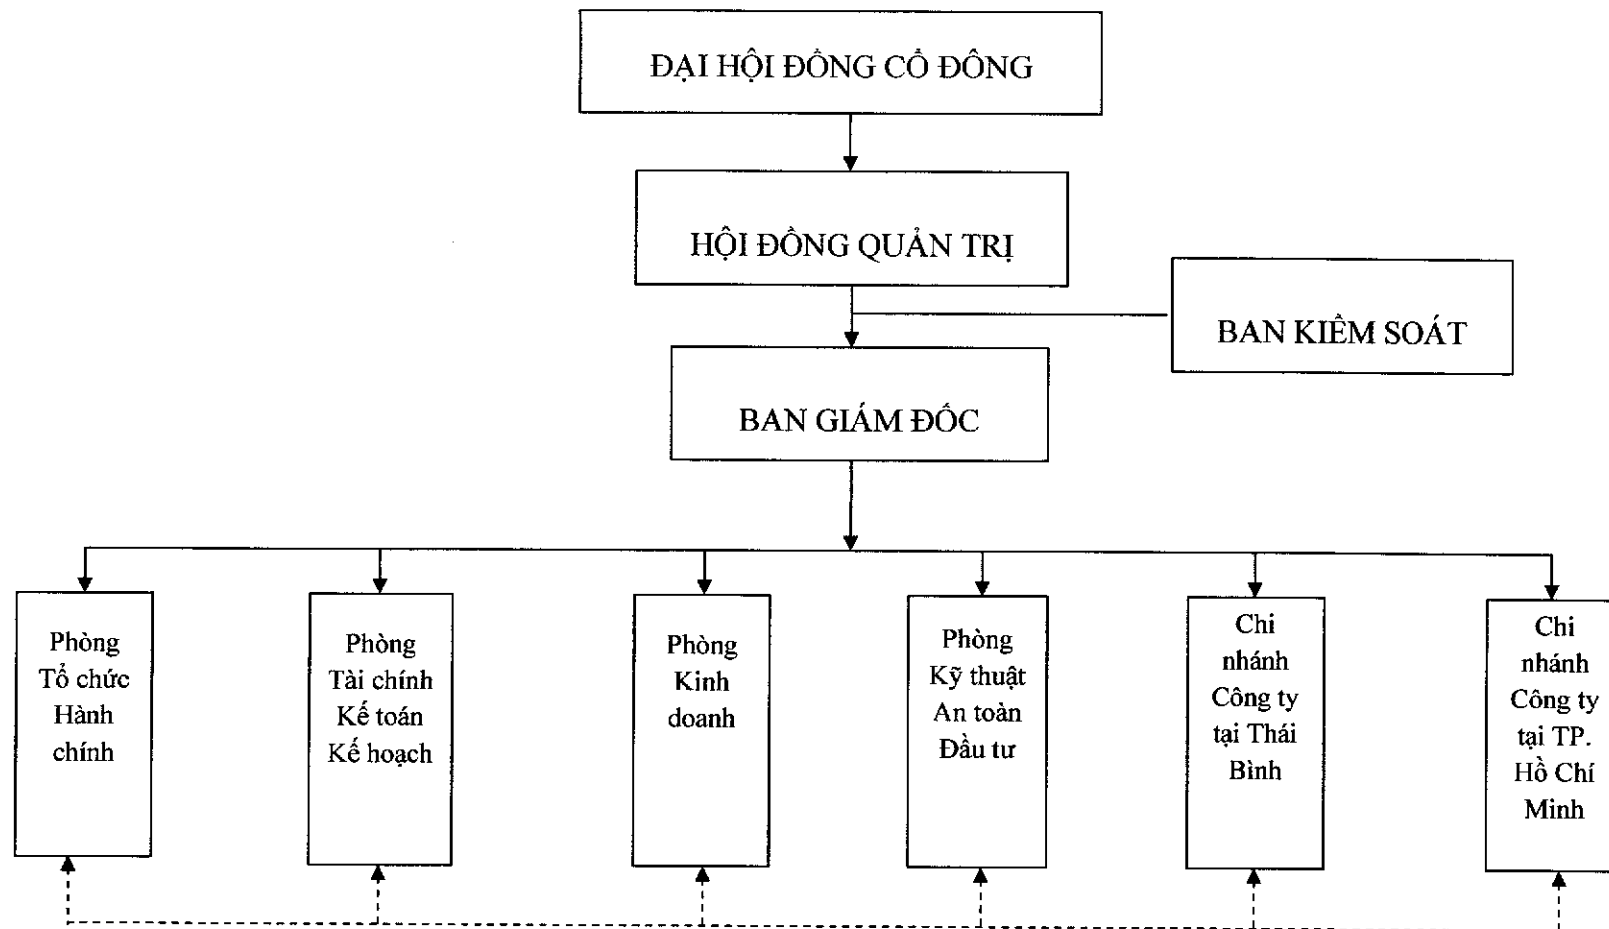 ĐẠI HỘI ĐỒNG CỔ ĐÔNG
HỘI ĐỒNG QUẢN TRỊ
BAN KIỂM SOÁT
BAN GIÁM ĐỐC
Phòng
Tổ chức
Hành
chính
Phòng
Tài chính
Kế toán
Kế hoạch
Phòng
Kinh
doanh
Phòng
Kỹ thuật
An toàn
Đầu tư
Chi
nhánh
Công ty
tại Thái
Bình
Chi
nhánh
Công ty
tại TP.
Hồ Chí
Minh